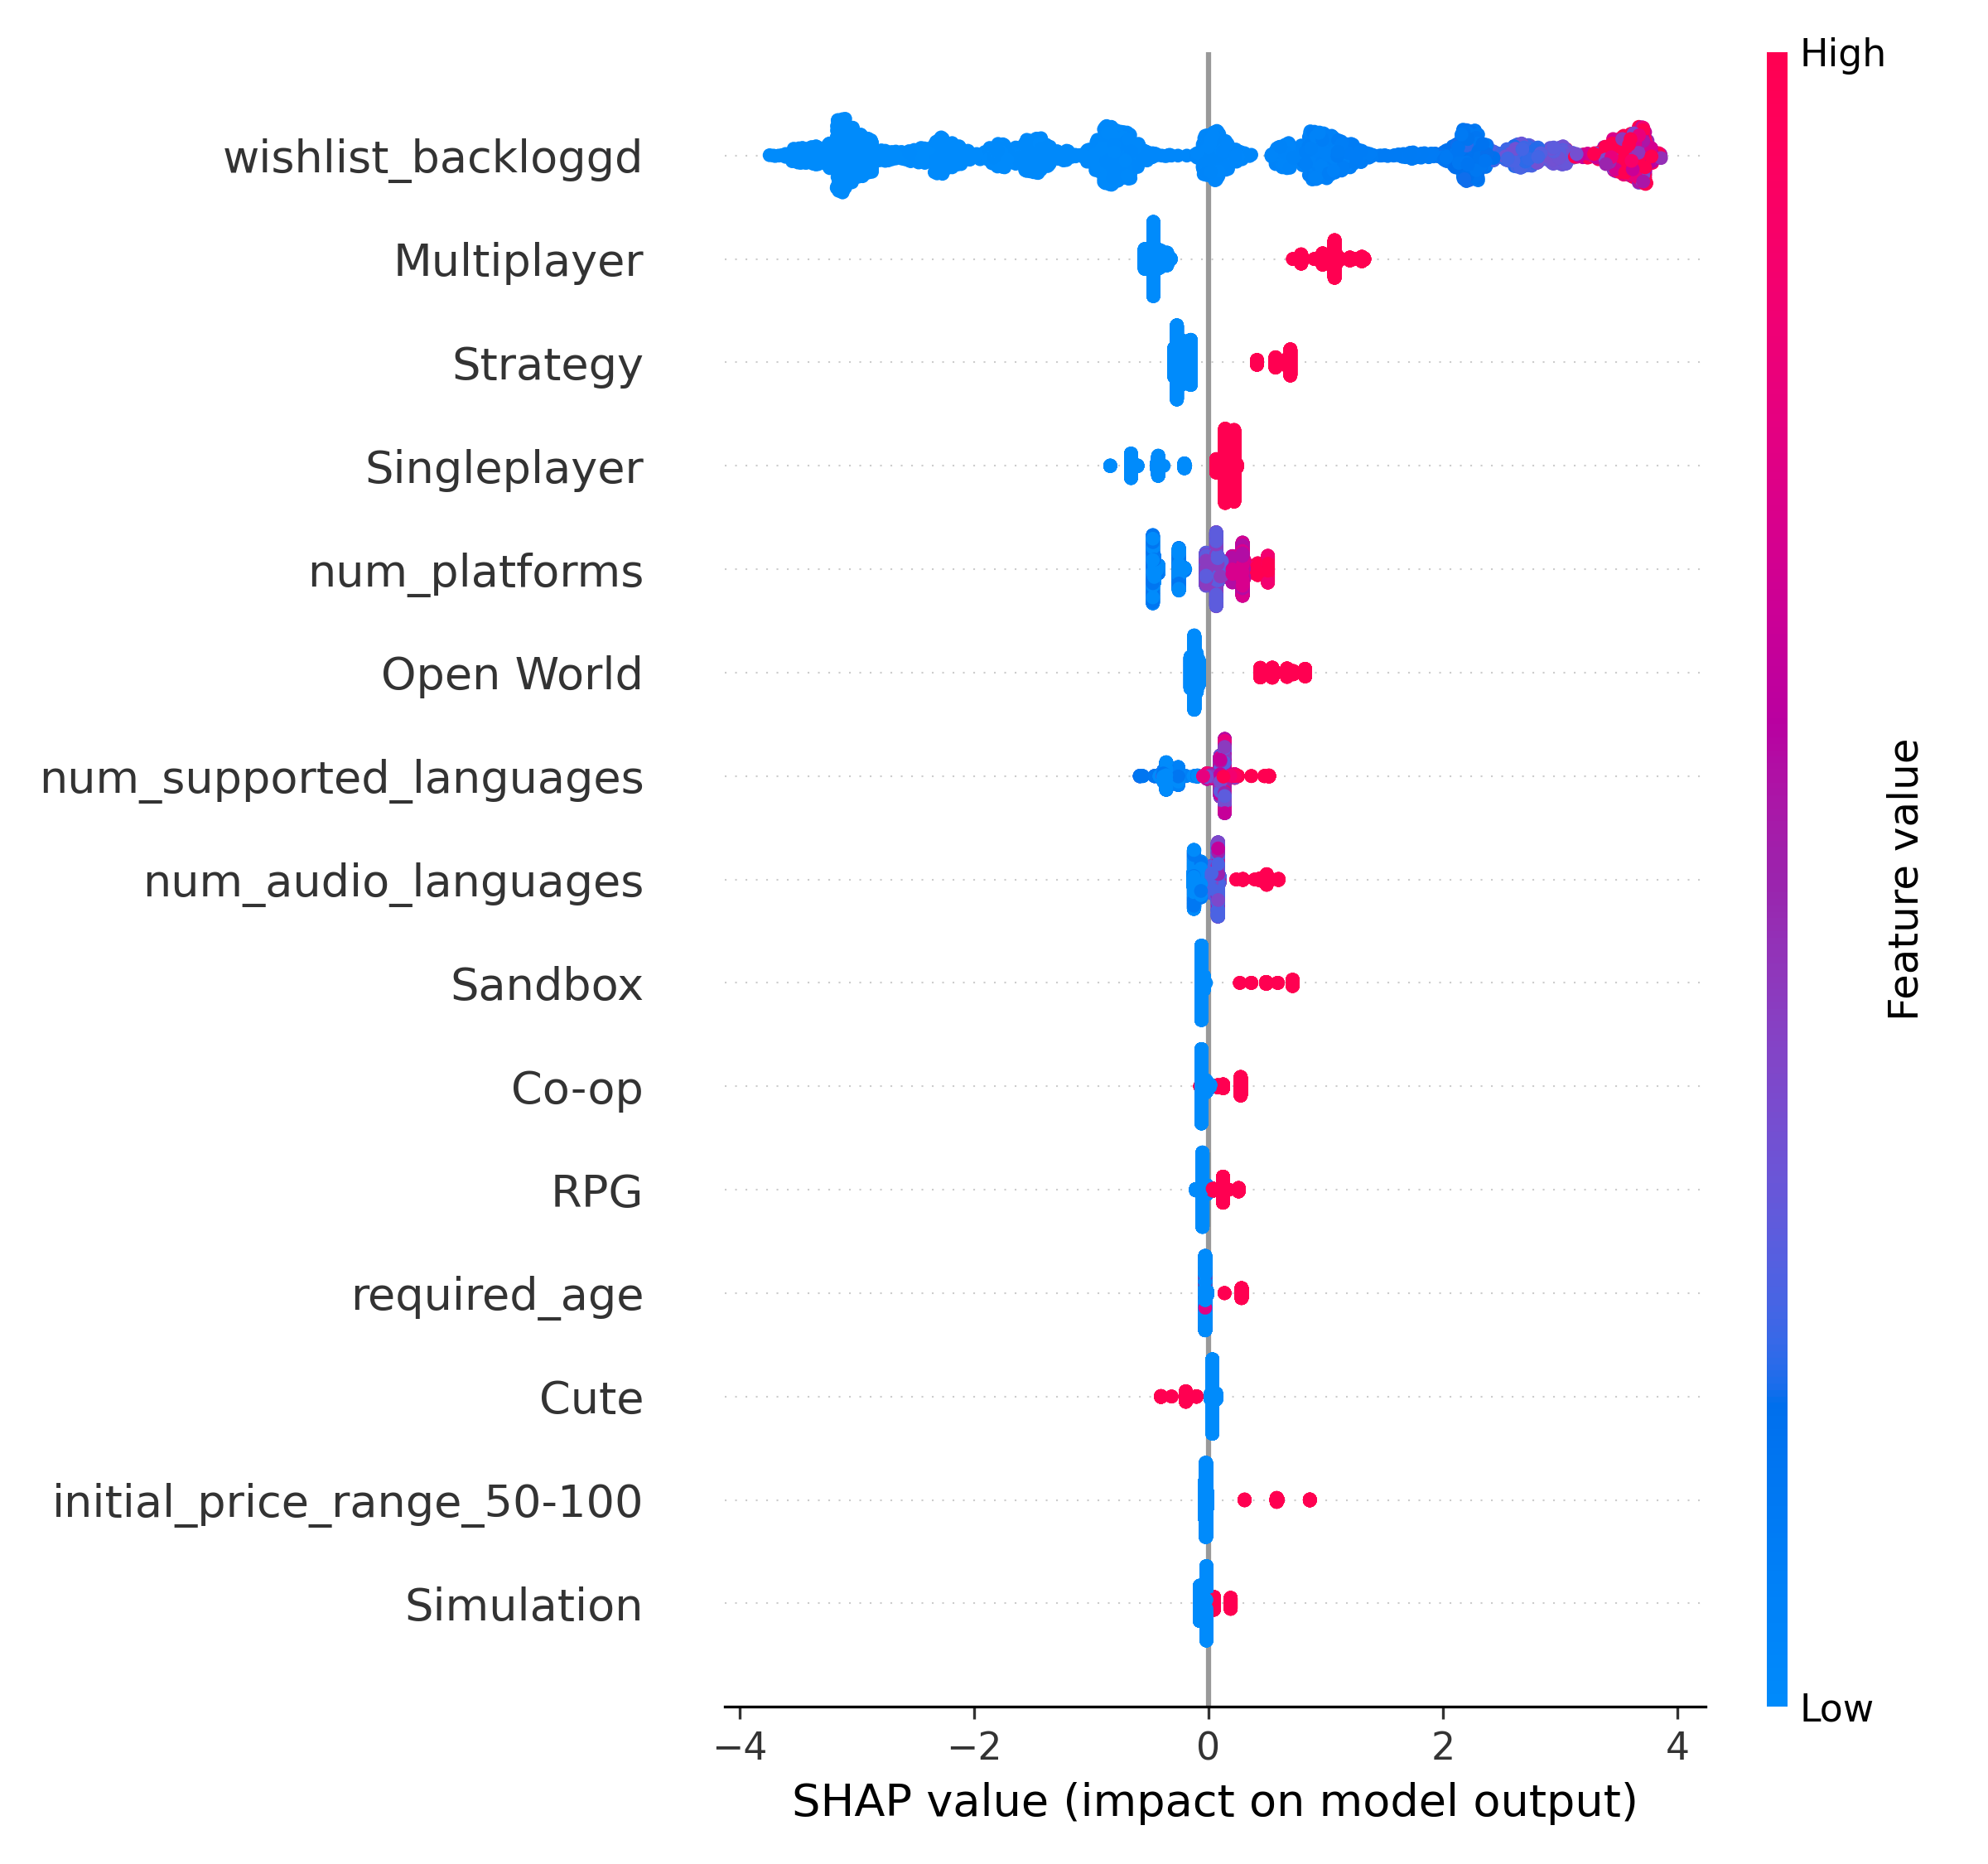 High
wishlist_backloggd
Multiplayer
Strategy
Singleplayer
num_platforms
Open World
num_supported_languages
num_audio_languages
Sandbox
Co-op
RPG
required_age
Cute
initial_price_range_50-100
Simulation
Feature value
Low
−4 −2 0 2 4
SHAP value (impact on model output)